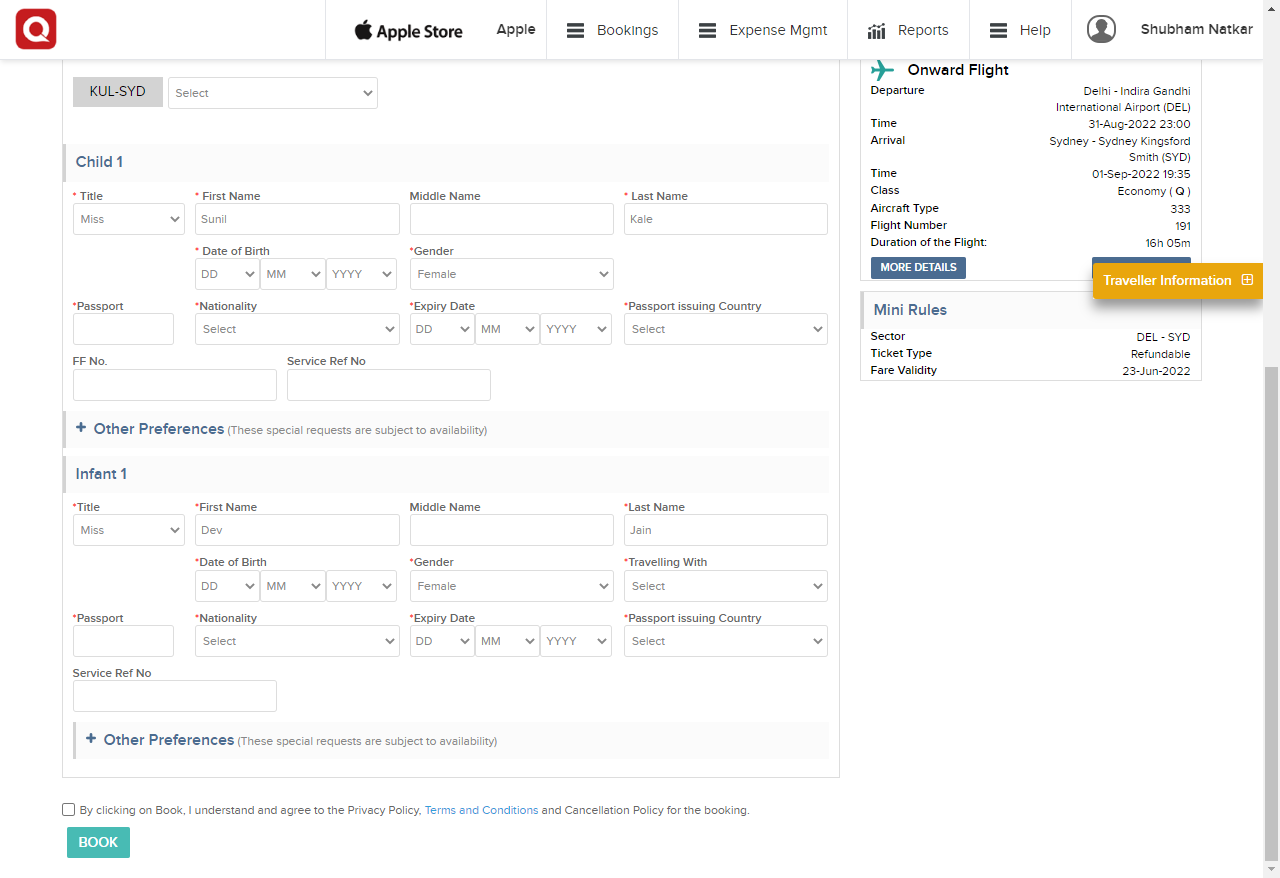 Q Apple Store Apple Bookings Expense Mgmt Reports Help Shubham Natkar
KUL-SYD Select
Child 1
* Title * First Name Middle Name * Last Name
Miss Sunil Kale
* Date of Birth *Gender
DD MM YYYY Female
*Passport *Nationality *Expiry Date *Passport issuing Country
Select DD MM YYYY Select
FF No. Service Ref No
+ Other Preferences (These special requests are subject to availability)
Infant 1
*Title *First Name Middle Name *Last Name
Miss Dev Jain
*Date of Birth *Gender *Travelling With
DD MM YYYY Female Select
*Passport *Nationality *Expiry Date *Passport issuing Country
Select DD MM YYYY Select
Service Ref No
+ Other Preferences (These special requests are subject to availability)
By clicking on Book, I understand and agree to the Privacy Policy, Terms and Conditions and Cancellation Policy for the booking.
BOOK
Onward Flight
Departure Delhi - Indira Gandhi
International Airport (DEL)
Time 31-Aug-2022 23:00
Arrival Sydney - Sydney Kingsford
Smith (SYD)
Time 01-Sep-2022 19:35
Class Economy ( Q )
Aircraft Type 333
Flight Number 191
Duration of the Flight: 16h 05m
MORE DETAILS
Traveller Information
Mini Rules
Sector DEL - SYD
Ticket Type Refundable
Fare Validity 23-Jun-2022